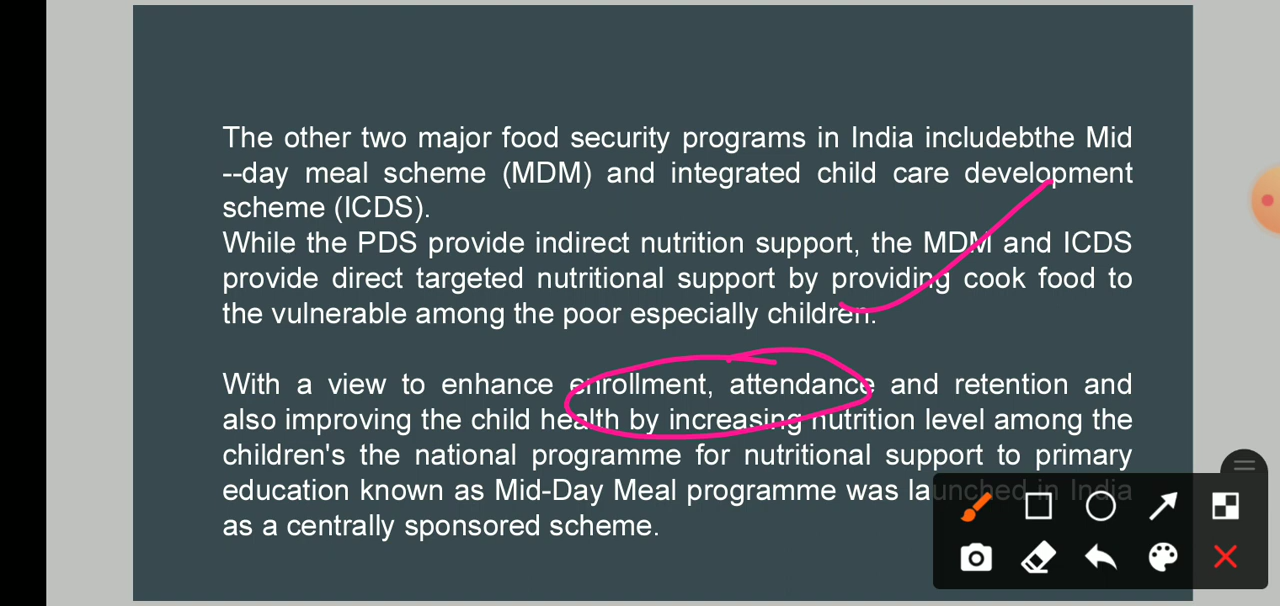 The other two major food security programs in India includebthe Mid
--day meal scheme (MDM) and integrated child care development
scheme (ICDS).
While the PDS provide indirect nutrition support, the MDM and ICDS
provide direct targeted nutritional support by providing cook food to
the vulnerable among the poor especially children.
With a view to enhance enrollment, attendance and retention and
also improving the child health by increasing nutrition level among the
children's the national programme for nutritional support to primary
education known as Mid-Day Meal programme was launched in India
as a centrally sponsored scheme.